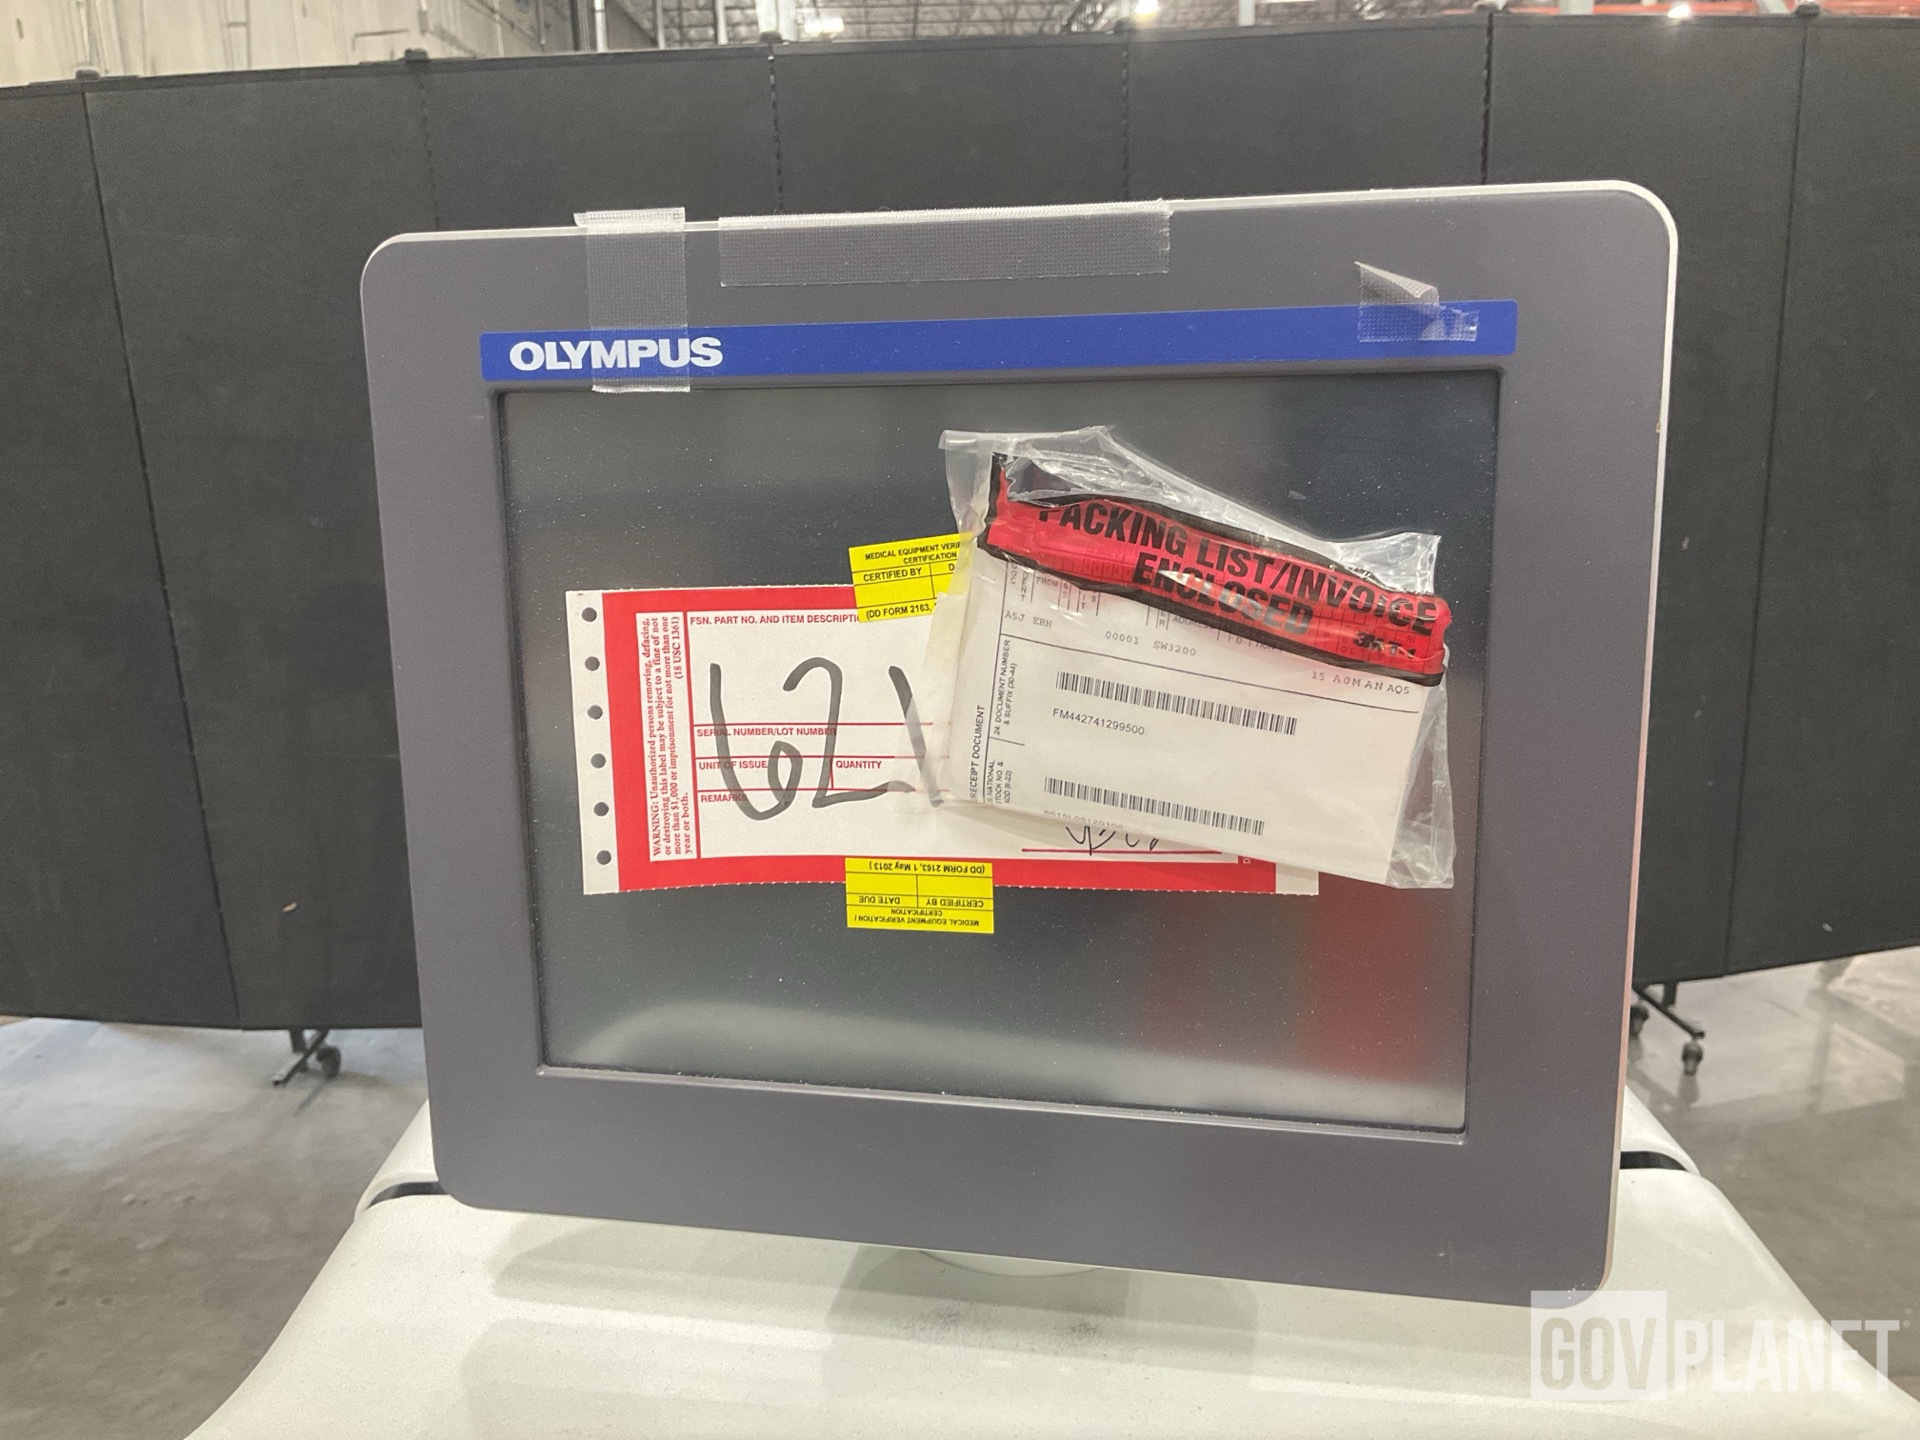 OLYMPUS
MEDICAL EQUIPMENT
CERTIFICATION
CERTIFIED BY D
(DD FORM 2163,
WARNING: Unauthorized persons removing, defacing,
or destroying this label may be subject to a fine of not
more than $1,000 or imprisonment for not more than one
year or both. (18 USC 1361)
FSN. PART NO. AND ITEM
621
SERIAL NUMBER/LOT NUMBER
UNIT OF ISSUE QUANTITY
REMARKS
PACKING LIST/INVOICE
ENCLOSED
FROM
ASJ EBH 00001 SW3200
15 A0M AN AQ5
24. DOCUMENT NUMBER
& SUFFIX (30-44)
RECEIPT DOCUMENT
FM442741299500
NATIONAL
STOCK NO. &
ADD (8-22)
MEDICAL EQUIPMENT VERIFICATION /
CERTIFICATION
CERTIFIED BY DATE DUE
(DD FORM 2163, 1 May 2013)
GOVPLANET